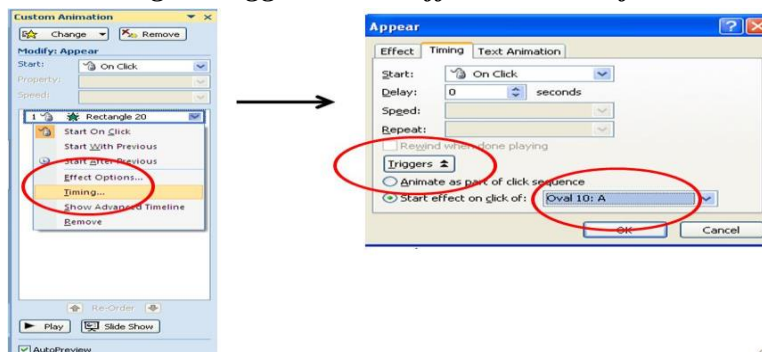 Custom Animation
Change
Remove
Modify: Appear
Start:
On Click
Property:
Speed:
1
Rectangle 20
Start On Click
Start With Previous
Start After Previous
Effect Options...
Timing...
Show Advanced Timeline
Remove
Re-Order
Play
Slide Show
AutoPreview
Appear
Effect
Timing
Text Animation
Start:
On Click
Delay:
0
seconds
Speed:
Repeat:
Rewind when done playing
Triggers
Animate as part of click sequence
Start effect on click of:
Oval 10: A
OK
Cancel